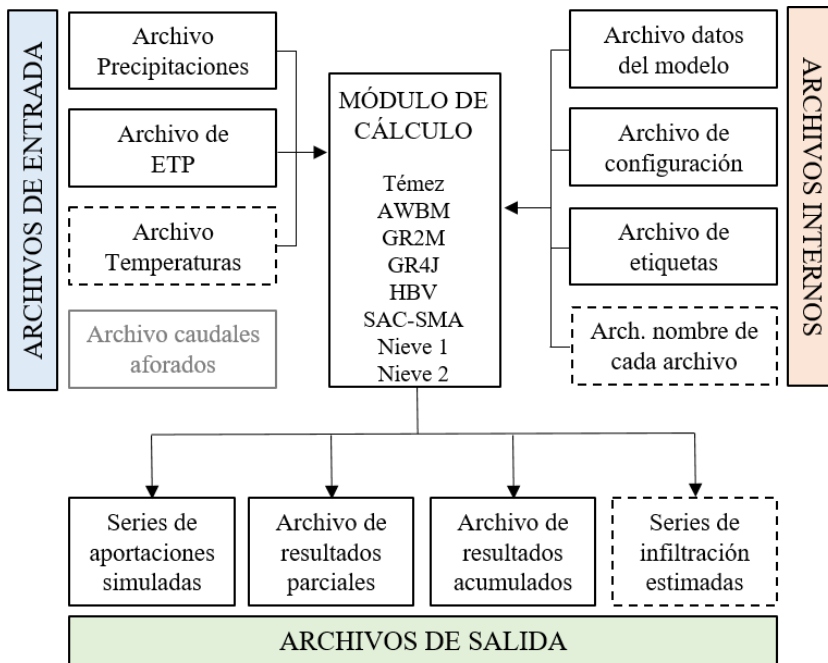 ARCHIVOS DE ENTRADA
Archivo
Precipitaciones
Archivo de
ETP
Archivo
Temperaturas
Archivo caudales
aforados
MÓDULO DE
CÁLCULO
Témez
AWBM
GR2M
GR4J
HBV
SAC-SMA
Nieve 1
Nieve 2
Archivo datos
del modelo
Archivo de
configuración
Archivo de
etiquetas
Arch. nombre de
cada archivo
ARCHIVOS INTERNOS
Series de
aportaciones
simuladas
Archivo de
resultados
parciales
Archivo de
resultados
acumulados
Series de
infiltración
estimadas
ARCHIVOS DE SALIDA